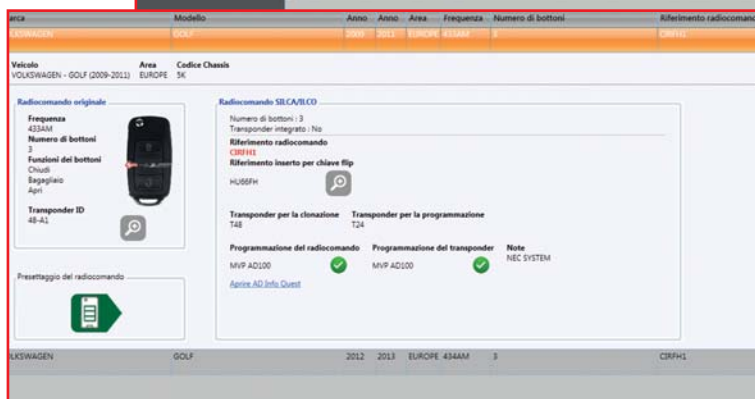 arca Modello Anno Anno Area Frequenza Numero di bottoni Riferimento radiocomand
LKSWAGEN GOLF 2009 2011 EUROPE 433AM 3 CIRFH1
Veicolo Area Codice Chassis
VOLKSWAGEN - GOLF (2009-2011) EUROPE 5K
Radiocomando originale
Frequenza
433AM
Numero di bottoni
3
Funzioni dei bottoni
Chiudi
Bagagliaio
Apri
Transponder ID
48-A1
Presettaggio del radiocomando
Radiocomando SILCA/ILCO
Numero di bottoni : 3
Transponder integrato : No
Riferimento radiocomando
CIRFH1
Riferimento inserto per chiave flip
HU66FH
Transponder per la clonazione Transponder per la programmazione
T48 T24
Programmazione del radiocomando Programmazione del transponder Note
MVP AD100 MVP AD100 NEC SYSTEM
Aprire AD Info Quest
LKSWAGEN GOLF 2012 2013 EUROPE 434AM 3 CIRFH1